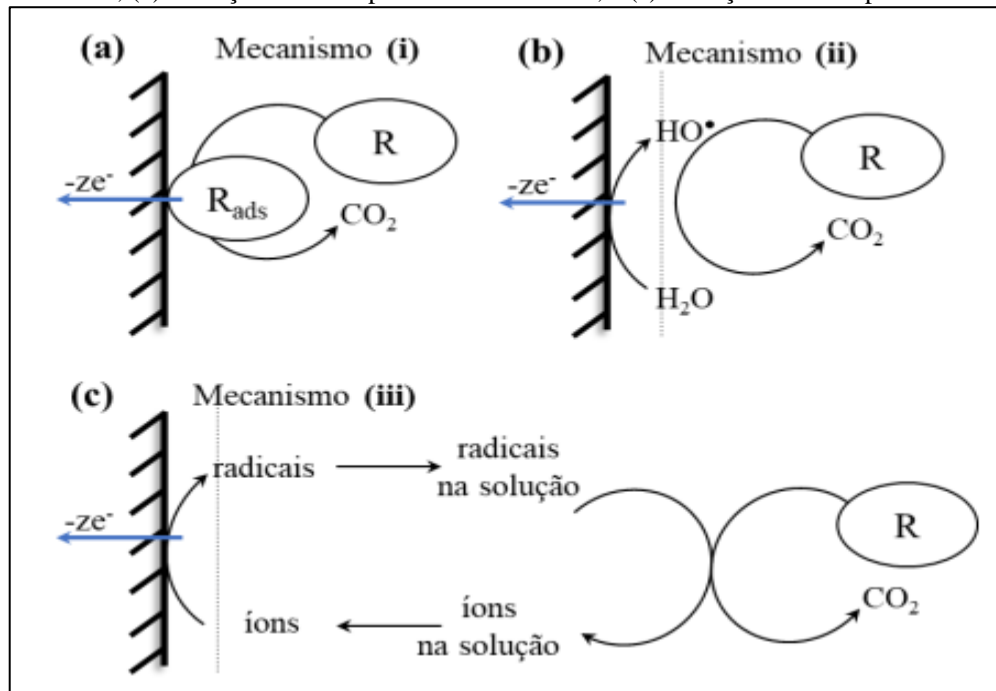 (a) Mecanismo (i)
R
-ze-
R_ads
CO₂
(b) Mecanismo (ii)
HO•
R
-ze-
CO₂
H₂O
(c) Mecanismo (iii)
radicais
radicais
na solução
-ze-
R
íons
íons
na solução
CO₂